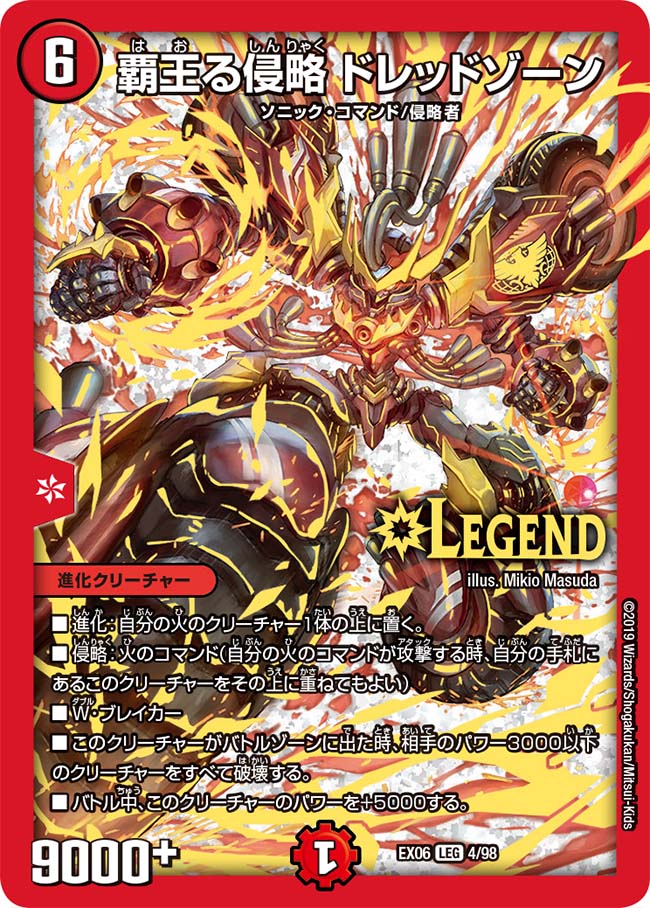 6
覇王る侵略 ドレッドゾーン
ソニック・コマンド/侵略者
LEGEND
illus. Mikio Masuda
進化クリーチャー
■進化:自分の火のクリーチャー1体の上に置く。
■侵略:火のコマンド(自分の火のコマンドが攻撃する時、自分の手札に
あるこのクリーチャーをその上に重ねてもよい)
■W・ブレイカー
■このクリーチャーがバトルゾーンに出た時、相手のパワー3000以下
のクリーチャーをすべて破壊する。
■バトル中、このクリーチャーのパワーを+5000する。
9000+
1
EX06 LEG 4/98
©2019 Wizards/Shogakukan/Mitsui-Kids